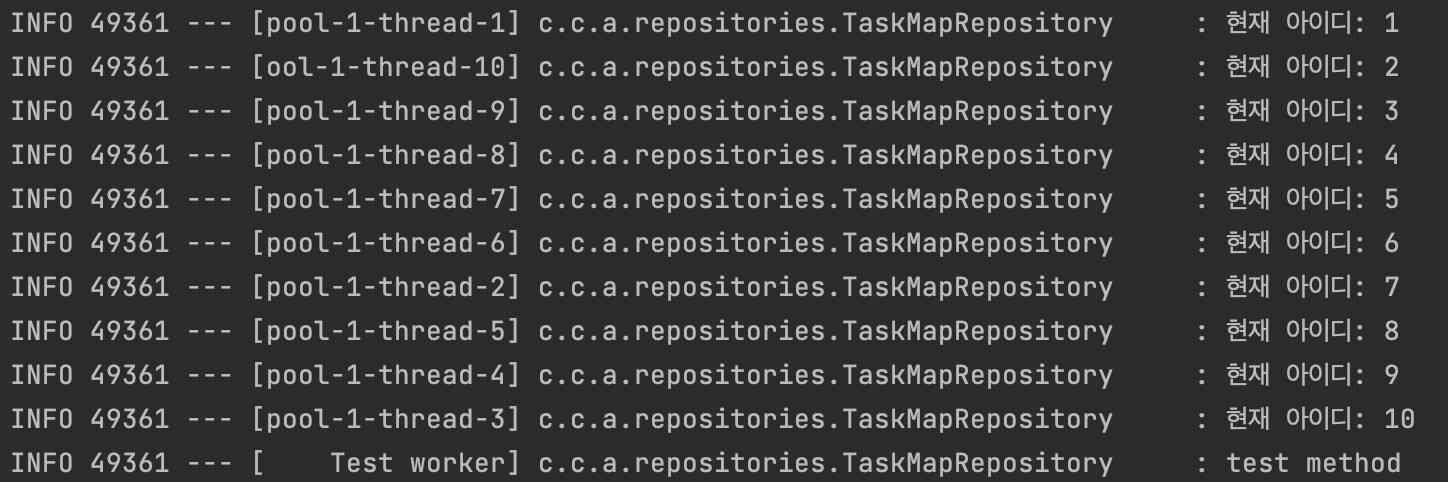 INFO 49361 --- [pool-1-thread-1] c.c.a.repositories.TaskMapRepository     : 현재 아이디: 1
INFO 49361 --- [ool-1-thread-10] c.c.a.repositories.TaskMapRepository     : 현재 아이디: 2
INFO 49361 --- [pool-1-thread-9] c.c.a.repositories.TaskMapRepository     : 현재 아이디: 3
INFO 49361 --- [pool-1-thread-8] c.c.a.repositories.TaskMapRepository     : 현재 아이디: 4
INFO 49361 --- [pool-1-thread-7] c.c.a.repositories.TaskMapRepository     : 현재 아이디: 5
INFO 49361 --- [pool-1-thread-6] c.c.a.repositories.TaskMapRepository     : 현재 아이디: 6
INFO 49361 --- [pool-1-thread-2] c.c.a.repositories.TaskMapRepository     : 현재 아이디: 7
INFO 49361 --- [pool-1-thread-5] c.c.a.repositories.TaskMapRepository     : 현재 아이디: 8
INFO 49361 --- [pool-1-thread-4] c.c.a.repositories.TaskMapRepository     : 현재 아이디: 9
INFO 49361 --- [pool-1-thread-3] c.c.a.repositories.TaskMapRepository     : 현재 아이디: 10
INFO 49361 --- [    Test worker] c.c.a.repositories.TaskMapRepository     : test method